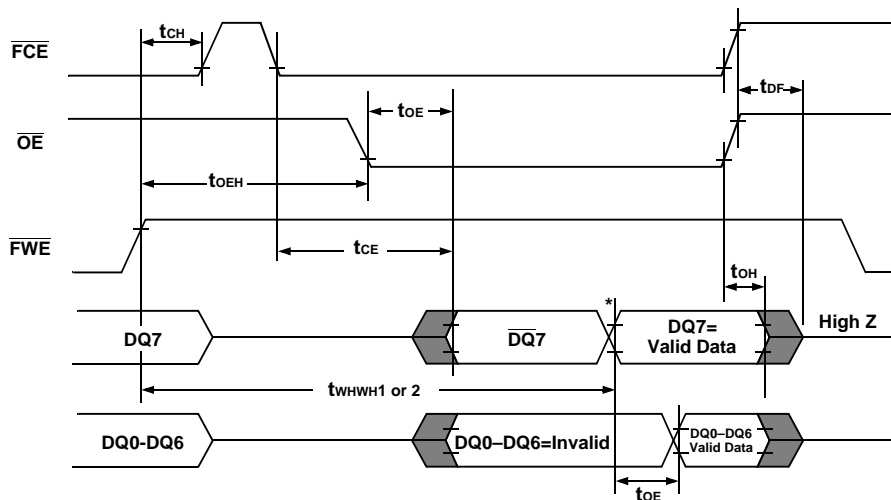 FCE
tCH
tDF
tOE
OE
tOEH
FWE
tCE
tOH
*
DQ7
DQ7
DQ7=
Valid Data
High Z
tWHWH1 or 2
DQ0-DQ6
DQ0–DQ6=Invalid
DQ0–DQ6
Valid Data
tOE